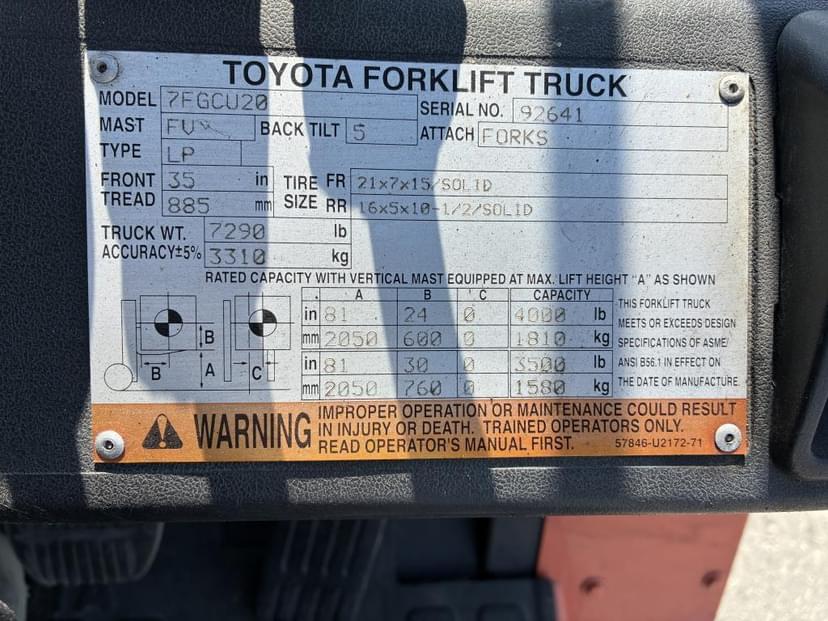 TOYOTA FORKLIFT TRUCK
MODEL 7FGCU20 SERIAL NO. 92641
MAST FV BACK TILT 5 ATTACH FORKS
TYPE LP
FRONT TREAD 35 in TIRE SIZE FR 21x7x15/SOLID
885 mm RR 16x5x10-1/2/SOLID
TRUCK WT. 7290 lb
ACCURACY±5% 3310 kg
RATED CAPACITY WITH VERTICAL MAST EQUIPPED AT MAX. LIFT HEIGHT "A" AS SHOWN
A B C CAPACITY
in 81 24 0 4000 lb
mm 2050 600 0 1810 kg
in 81 30 0 3500 lb
mm 2050 760 0 1580 kg
B
B A C
THIS FORKLIFT TRUCK
MEETS OR EXCEEDS DESIGN
SPECIFICATIONS OF ASME/
ANSI B56.1 IN EFFECT ON
THE DATE OF MANUFACTURE.
WARNING
IMPROPER OPERATION OR MAINTENANCE COULD RESULT
IN INJURY OR DEATH. TRAINED OPERATORS ONLY.
READ OPERATOR'S MANUAL FIRST. 57846-U2172-71